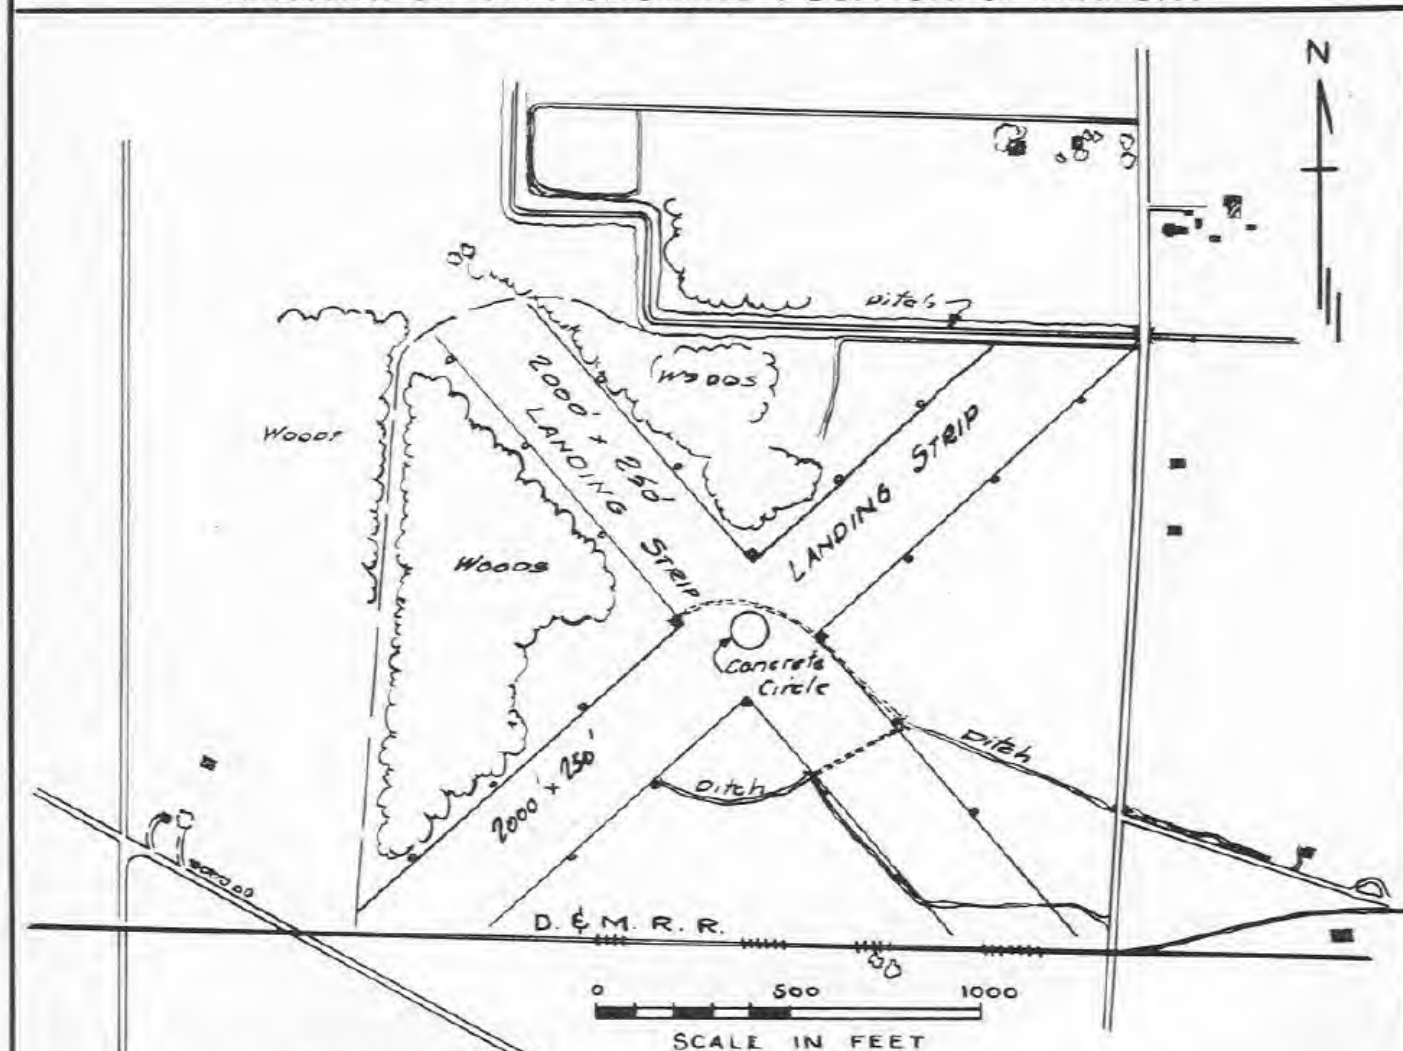 N
Ditch
Woods
Woods
2000' x 250'
LANDING STRIP
LANDING STRIP
Woods
Concrete
Circle
2000' x 250'
Ditch
Ditch
D. & M. R. R.
0 500 1000
SCALE IN FEET